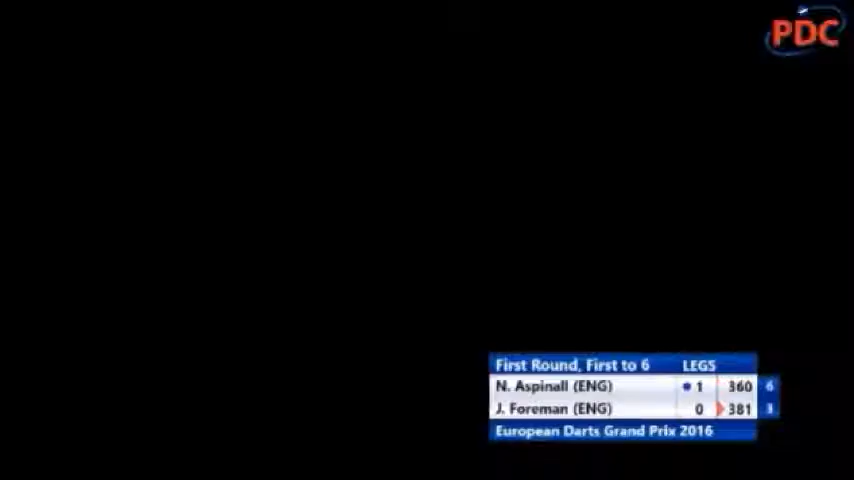 PDC
First Round, First to 6 LEGS
N. Aspinall (ENG) 1 360 6
J. Foreman (ENG) 0 381 3
European Darts Grand Prix 2016